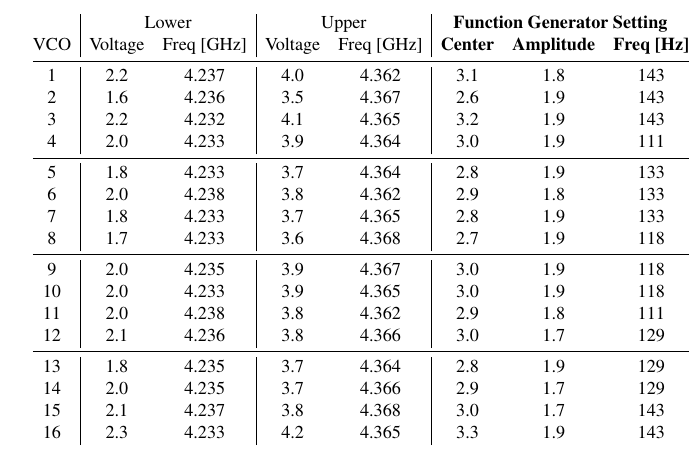 Lower Upper Function Generator Setting
VCO Voltage Freq [GHz] Voltage Freq [GHz] Center Amplitude Freq [Hz]
1 2.2 4.237 4.0 4.362 3.1 1.8 143
2 1.6 4.236 3.5 4.367 2.6 1.9 143
3 2.2 4.232 4.1 4.365 3.2 1.9 143
4 2.0 4.233 3.9 4.364 3.0 1.9 111
5 1.8 4.233 3.7 4.364 2.8 1.9 133
6 2.0 4.238 3.8 4.362 2.9 1.8 133
7 1.8 4.233 3.7 4.365 2.8 1.9 133
8 1.7 4.233 3.6 4.368 2.7 1.9 118
9 2.0 4.235 3.9 4.367 3.0 1.9 118
10 2.0 4.233 3.9 4.365 3.0 1.9 118
11 2.0 4.238 3.8 4.362 2.9 1.8 111
12 2.1 4.236 3.8 4.366 3.0 1.7 129
13 1.8 4.235 3.7 4.364 2.8 1.9 129
14 2.0 4.235 3.7 4.366 2.9 1.7 129
15 2.1 4.237 3.8 4.368 3.0 1.7 143
16 2.3 4.233 4.2 4.365 3.3 1.9 143